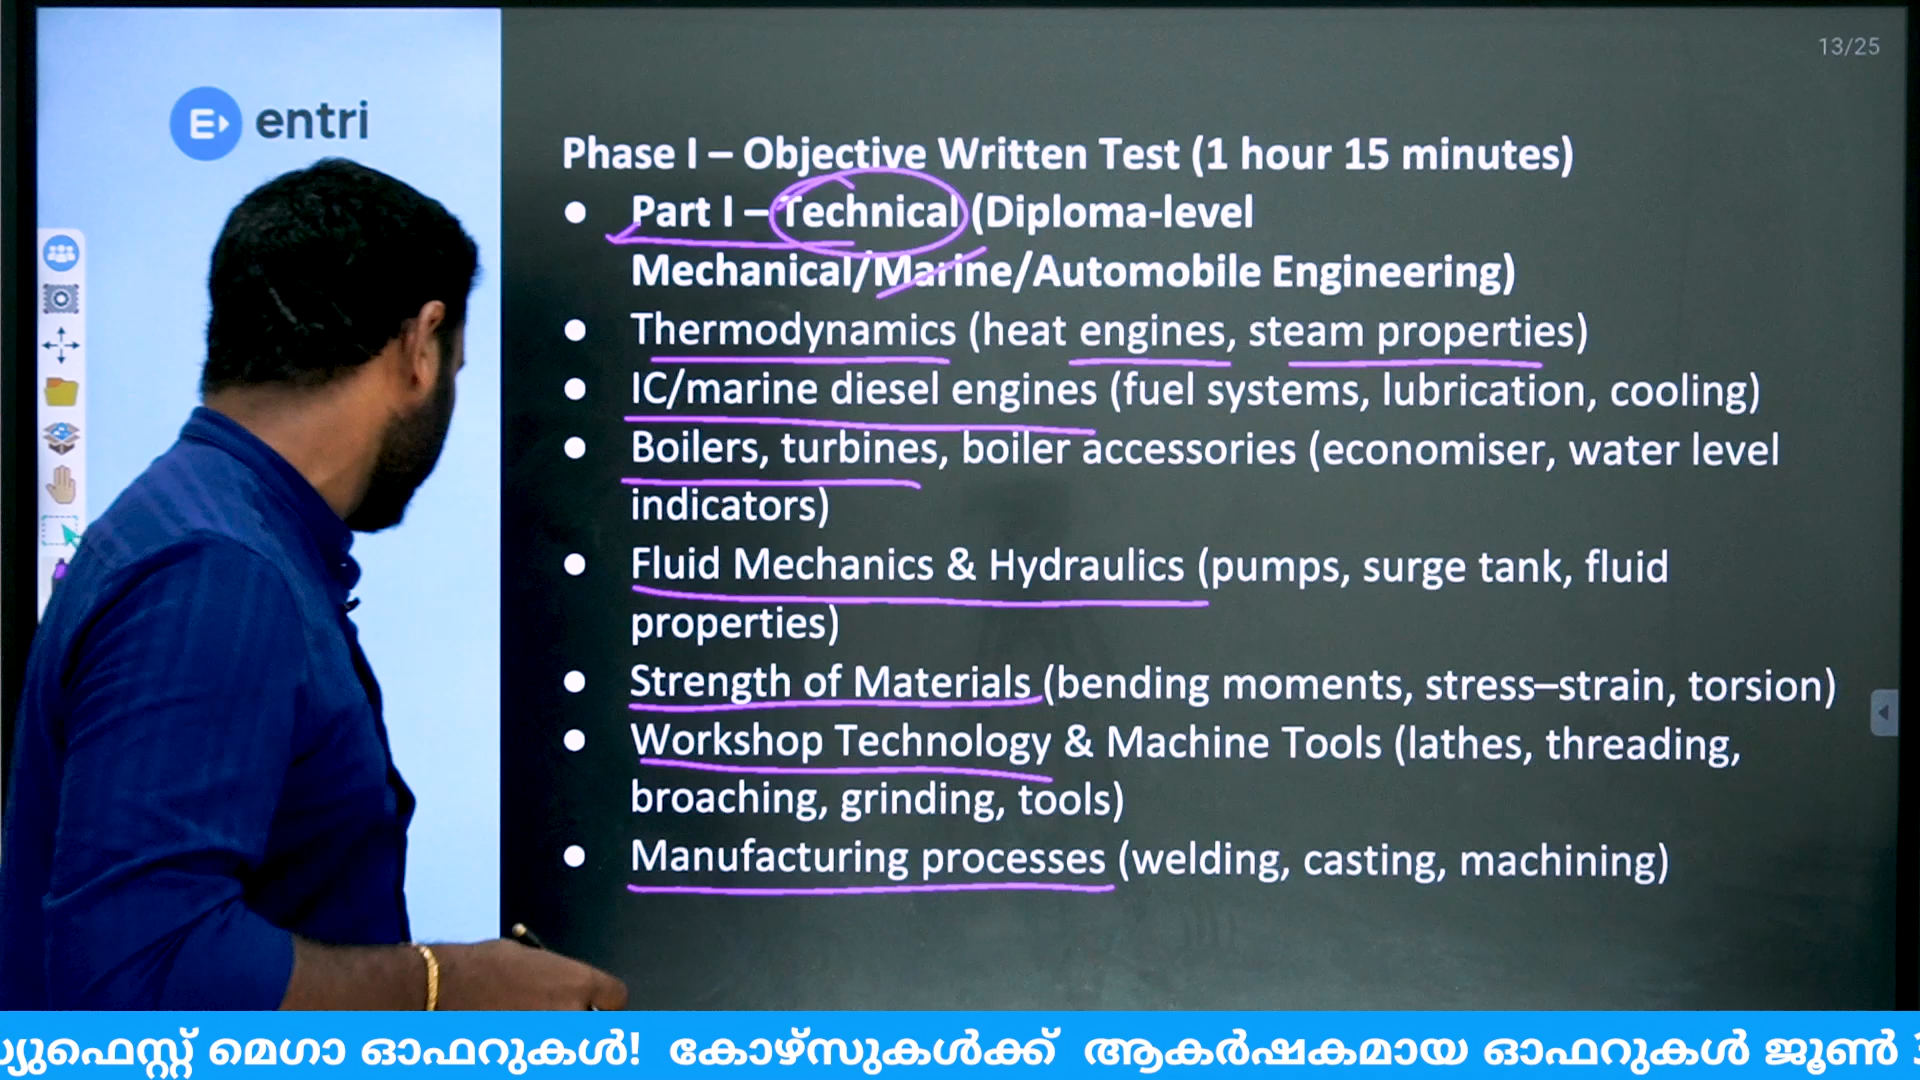 13/25
entri
Phase I – Objective Written Test (1 hour 15 minutes)
● Part I – Technical (Diploma-level
Mechanical/Marine/Automobile Engineering)
● Thermodynamics (heat engines, steam properties)
● IC/marine diesel engines (fuel systems, lubrication, cooling)
● Boilers, turbines, boiler accessories (economiser, water level
indicators)
● Fluid Mechanics & Hydraulics (pumps, surge tank, fluid
properties)
● Strength of Materials (bending moments, stress–strain, torsion)
● Workshop Technology & Machine Tools (lathes, threading,
broaching, grinding, tools)
● Manufacturing processes (welding, casting, machining)
മെഗാ ഓഫറുകൾ! കോഴ്സുകൾക്ക് ആകർഷകമായ ഓഫറുകൾ ജൂൺ